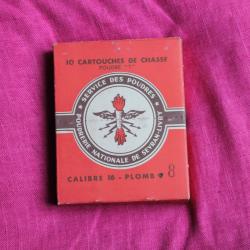 10 CARTOUCHES DE CHASSE
POUDRE "T"
SERVICE DES POUDRES
POUDRERIE NATIONALE DE SEVRAN-LIVRY
CALIBRE 16 - PLOMB 8